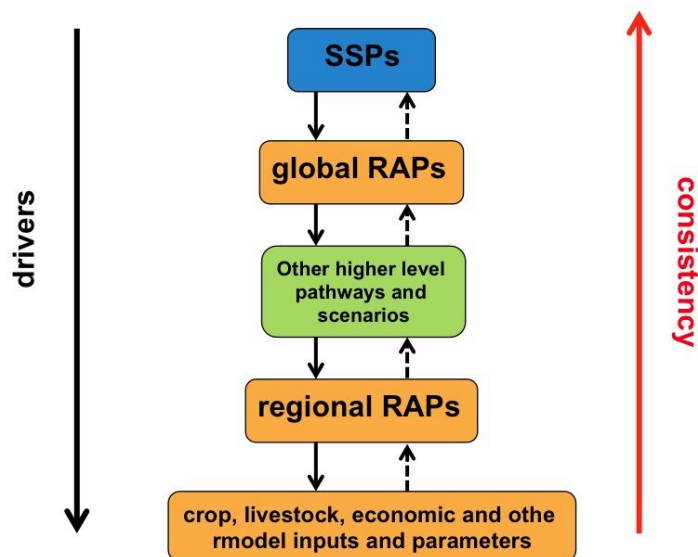 SSPs
global RAPs
Other higher level
pathways and
scenarios
regional RAPs
crop, livestock, economic and othe
rmodel inputs and parameters
drivers
consistency